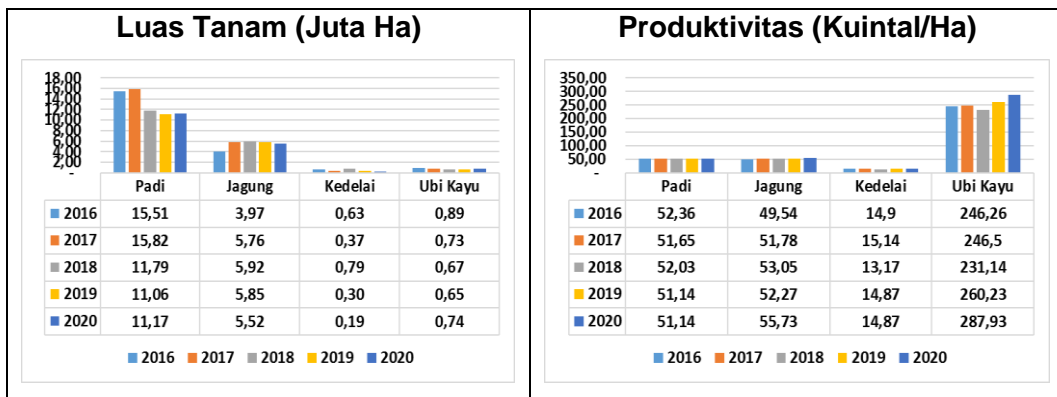 Luas Tanam (Juta Ha)
18,00
16,00
14,00
12,00
10,00
8,00
6,00
4,00
2,00
-
Padi Jagung Kedelai Ubi Kayu
2016 15,51 3,97 0,63 0,89
2017 15,82 5,76 0,37 0,73
2018 11,79 5,92 0,79 0,67
2019 11,06 5,85 0,30 0,65
2020 11,17 5,52 0,19 0,74
2016 2017 2018 2019 2020
Produktivitas (Kuintal/Ha)
350,00
300,00
250,00
200,00
150,00
100,00
50,00
-
Padi Jagung Kedelai Ubi Kayu
2016 52,36 49,54 14,9 246,26
2017 51,65 51,78 15,14 246,5
2018 52,03 53,05 13,17 231,14
2019 51,14 52,27 14,87 260,23
2020 51,14 55,73 14,87 287,93
2016 2017 2018 2019 2020